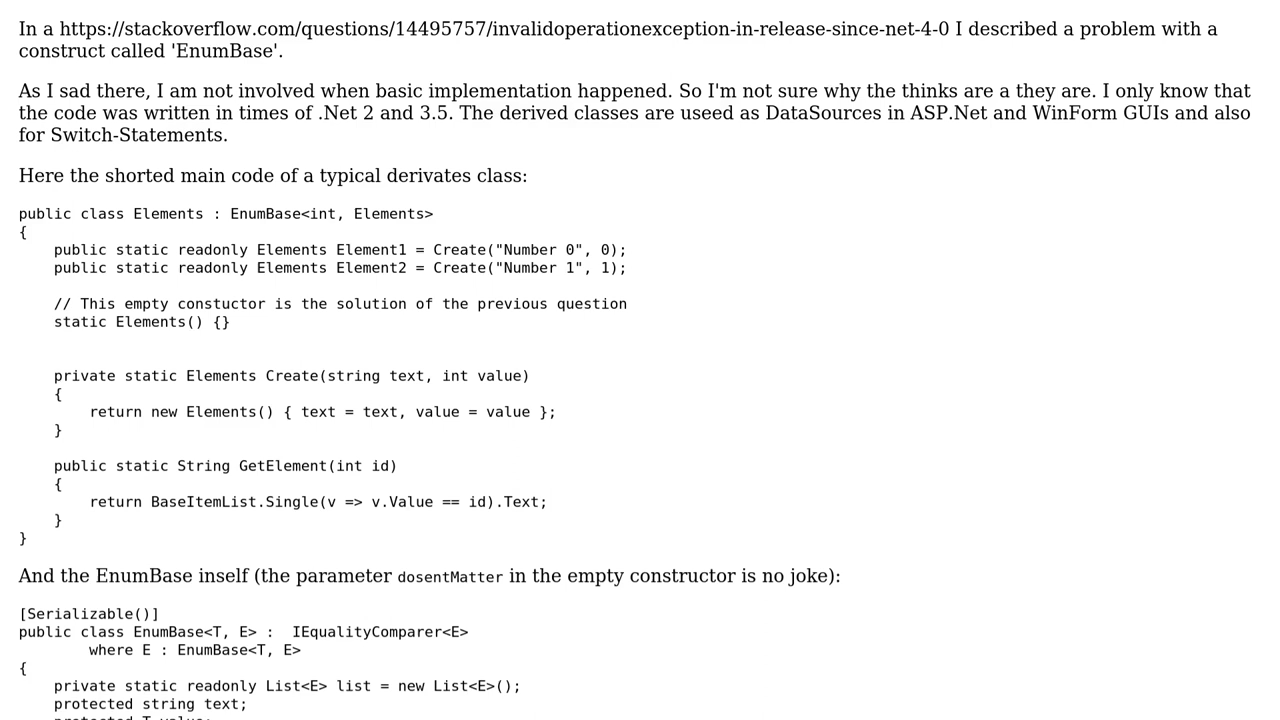 In a https://stackoverflow.com/questions/14495757/invalidoperationexception-in-release-since-net-4-0 I described a problem with a
construct called 'EnumBase'.
As I sad there, I am not involved when basic implementation happened. So I'm not sure why the thinks are a they are. I only know that
the code was written in times of .Net 2 and 3.5. The derived classes are useed as DataSources in ASP.Net and WinForm GUIs and also
for Switch-Statements.
Here the shorted main code of a typical derivates class:
public class Elements : EnumBase<int, Elements>
{
    public static readonly Elements Element1 = Create("Number 0", 0);
    public static readonly Elements Element2 = Create("Number 1", 1);
    // This empty constuctor is the solution of the previous question
    static Elements() {}
    private static Elements Create(string text, int value)
    {
        return new Elements() { text = text, value = value };
    }
    public static String GetElement(int id)
    {
        return BaseItemList.Single(v => v.Value == id).Text;
    }
}
And the EnumBase inself (the parameter dosentMatter in the empty constructor is no joke):
[Serializable()]
public class EnumBase<T, E> :  IEqualityComparer<E>
        where E : EnumBase<T, E>
{
    private static readonly List<E> list = new List<E>();
    protected string text;
    protected T value;